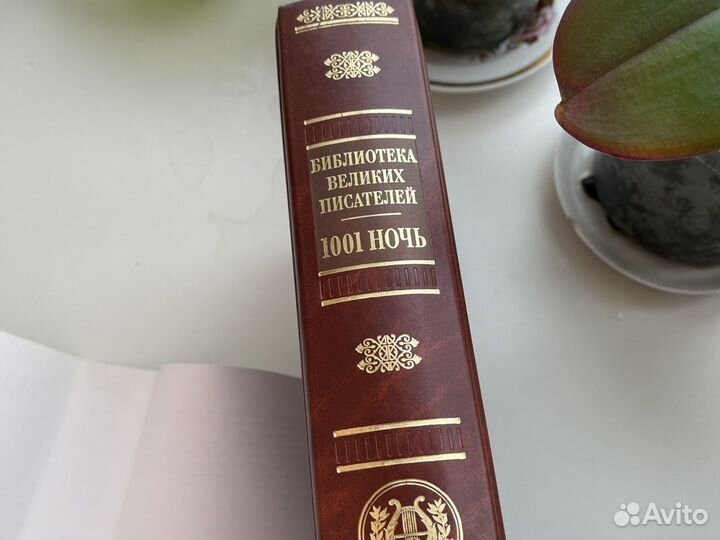 БИБЛИОТЕКА
ВЕЛИКИХ
ПИСАТЕЛЕЙ
1001 НОЧЬ
Avito